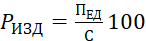 Р_ИЗД = П_ЕД / С 100